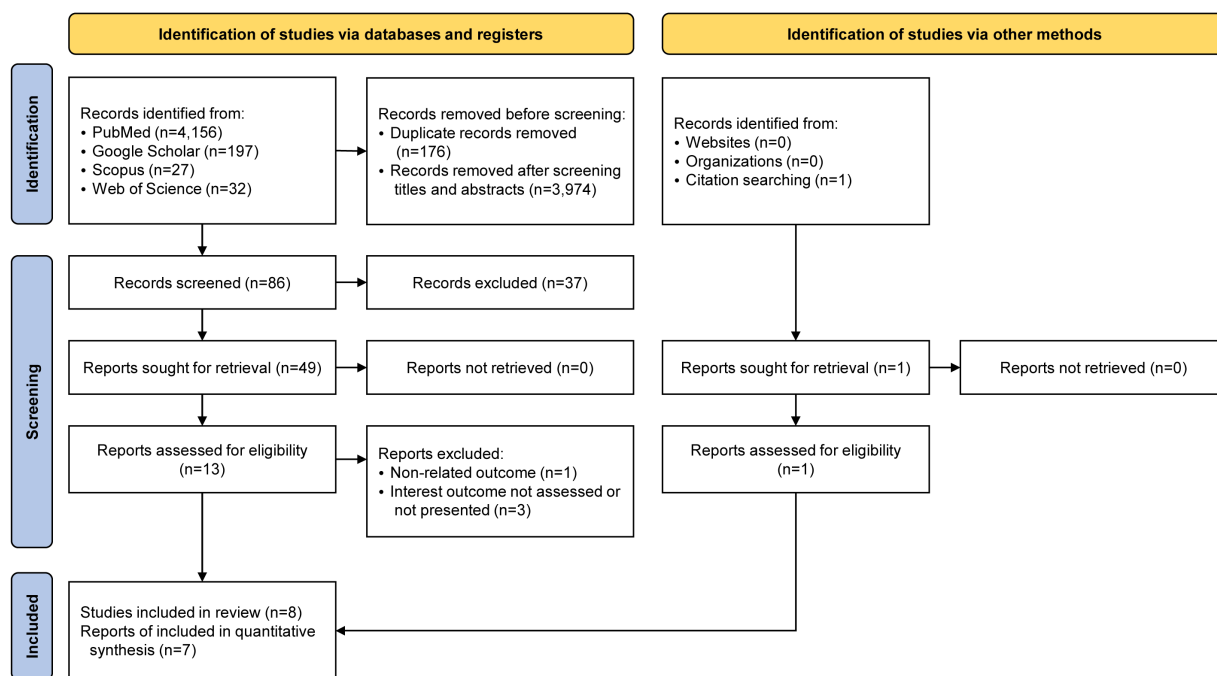 Identification of studies via databases and registers
Identification of studies via other methods
Identification
Records identified from:
• PubMed (n=4,156)
• Google Scholar (n=197)
• Scopus (n=27)
• Web of Science (n=32)
Records removed before screening:
• Duplicate records removed
(n=176)
• Records removed after screening
titles and abstracts (n=3,974)
Records identified from:
• Websites (n=0)
• Organizations (n=0)
• Citation searching (n=1)
Screening
Records screened (n=86)
Records excluded (n=37)
Reports sought for retrieval (n=49)
Reports not retrieved (n=0)
Reports sought for retrieval (n=1)
Reports not retrieved (n=0)
Reports assessed for eligibility
(n=13)
Reports excluded:
• Non-related outcome (n=1)
• Interest outcome not assessed or
not presented (n=3)
Reports assessed for eligibility
(n=1)
Included
Studies included in review (n=8)
Reports of included in quantitative
synthesis (n=7)